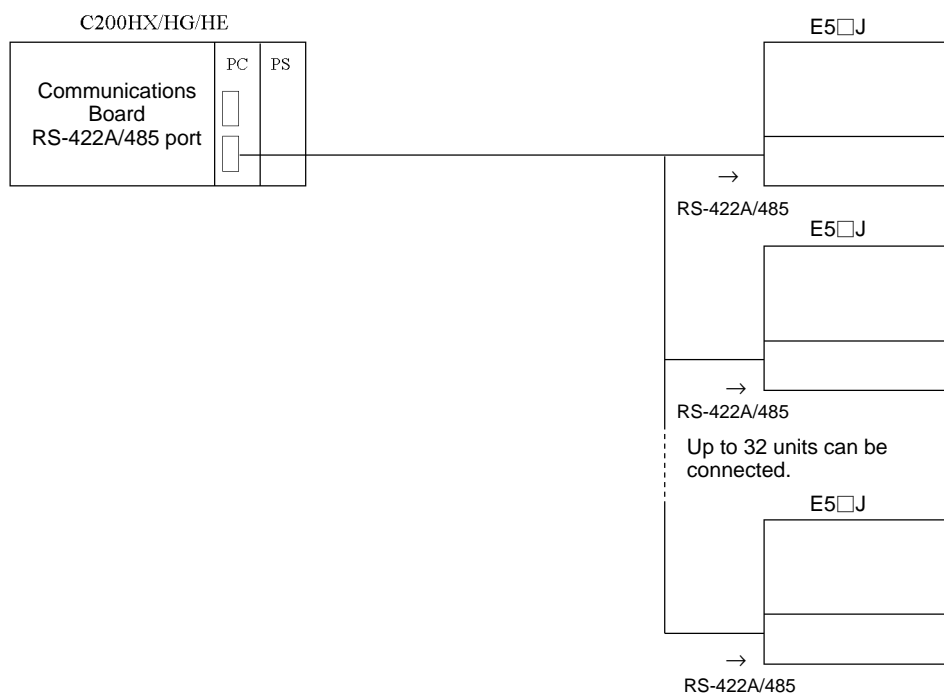 C200HX/HG/HE
PC
PS
Communications
Board
RS-422A/485 port
E5□J
→
RS-422A/485
E5□J
→
RS-422A/485
Up to 32 units can be
connected.
E5□J
→
RS-422A/485